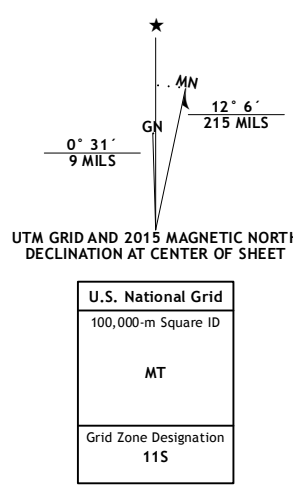 ★
MN
GN
12° 6´
215 MILS
0° 31´
9 MILS
UTM GRID AND 2015 MAGNETIC NORTH
DECLINATION AT CENTER OF SHEET
U.S. National Grid
100,000-m Square ID
MT
Grid Zone Designation
11S